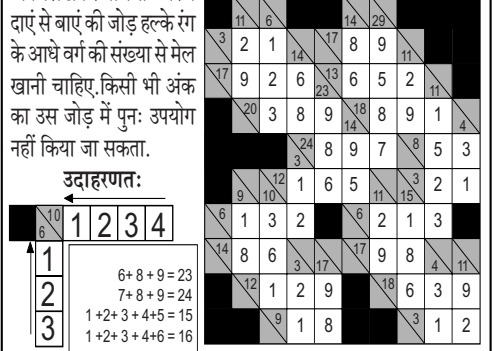 दाएं से बाएं की जोड़ हल्के रंग
के आधे वर्ग की संख्या से मेल
खानी चाहिए.किसी भी अंक
का उस जोड़ में पुनः उपयोग
नहीं किया जा सकता.
उदाहरणतः
10
6 1 2 3 4
1
2
3
6+ 8 + 9 = 23
7+ 8 + 9 = 24
1 +2+ 3 + 4+5 = 15
1 +2+ 3 + 4+6 = 16
11 6 14 29
3 2 1 14 17 8 9 11
17 9 2 6 13 23 6 5 2 11
20 3 8 9 18 14 8 9 1 4
24 3 8 9 7 8 5 3
9 12 10 1 6 5 11 3 15 2 1
6 1 3 2 6 2 1 3
14 8 6 3 17 17 9 8 4 11
12 1 2 9 18 6 3 9
9 1 8 3 1 2